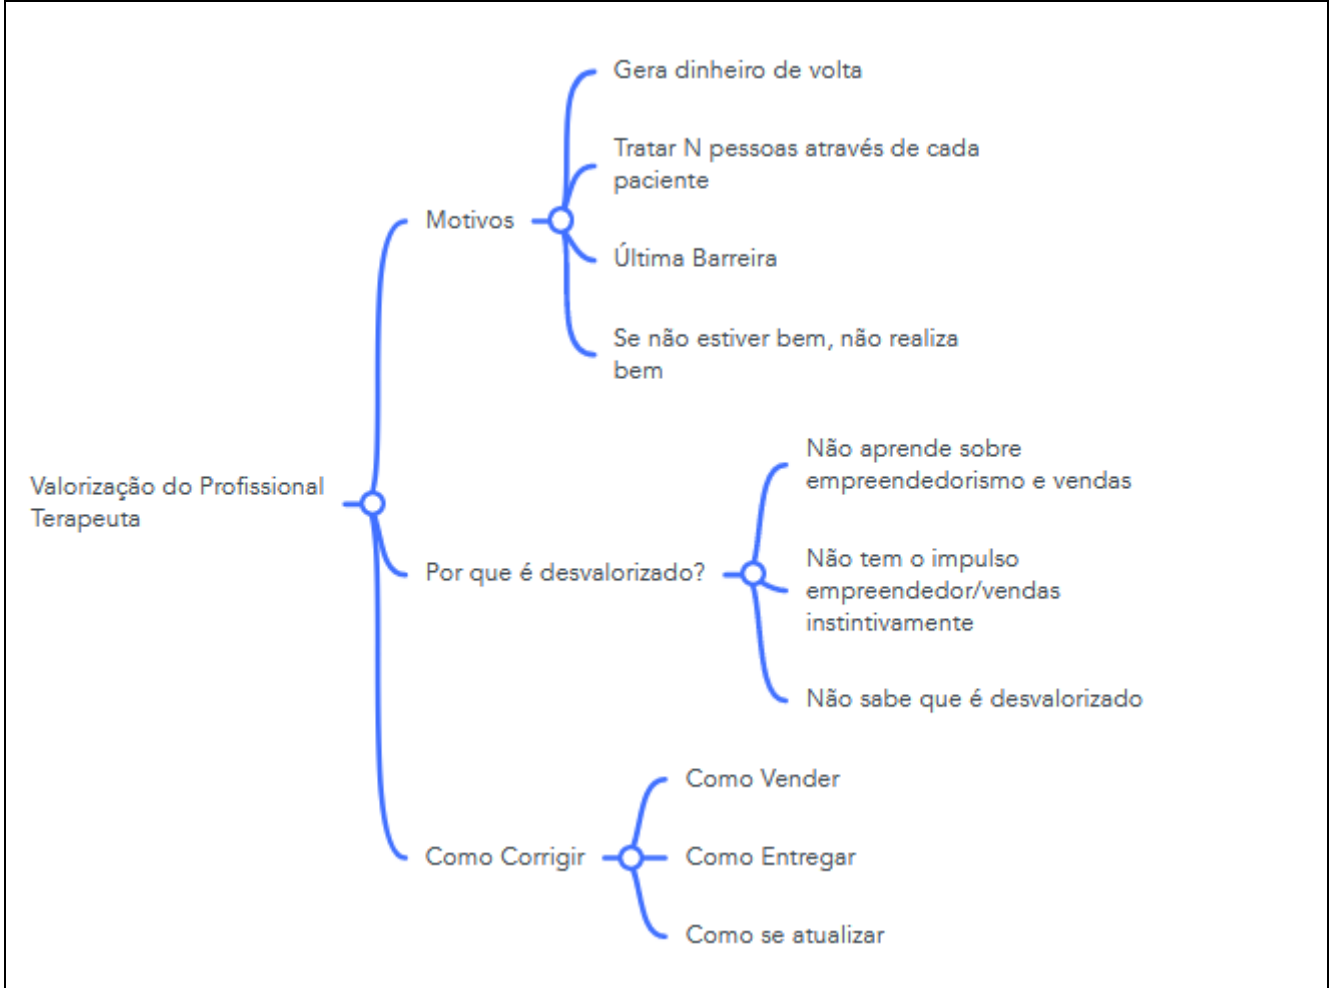 Valorização do Profissional
Terapeuta
Motivos
Gera dinheiro de volta
Tratar N pessoas através de cada
paciente
Última Barreira
Se não estiver bem, não realiza
bem
Por que é desvalorizado?
Não aprende sobre
empreendedorismo e vendas
Não tem o impulso
empreendedor/vendas
instintivamente
Não sabe que é desvalorizado
Como Corrigir
Como Vender
Como Entregar
Como se atualizar